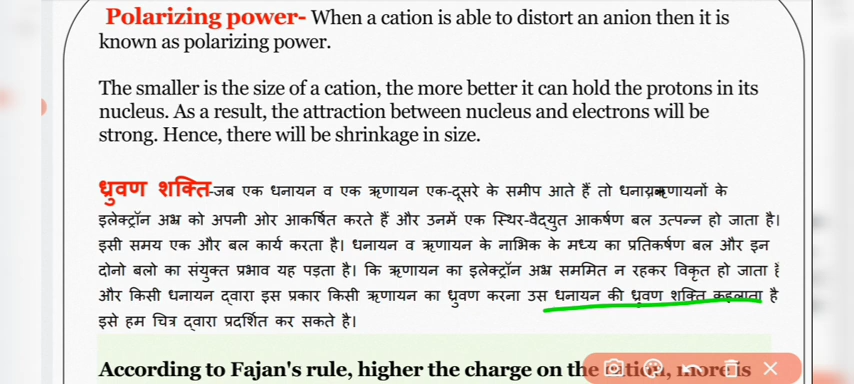 Polarizing power- When a cation is able to distort an anion then it is
known as polarizing power.
The smaller is the size of a cation, the more better it can hold the protons in its
nucleus. As a result, the attraction between nucleus and electrons will be
strong. Hence, there will be shrinkage in size.
ध्रुवण शक्ति-जब एक धनायन व एक ऋणायन एक-दूसरे के समीप आते हैं तो के
इलेक्ट्रॉन अभ्र को अपनी ओर आकर्षित करते हैं और उनमें एक स्थिर-वैद्युत आकर्षण बल उत्पन्न हो जाता है।
इसी समय एक और बल कार्य करता है। धनायन व ऋणायन के नाभिक के मध्य का प्रतिकर्षण बल और इन
दोनो बलो का संयुक्त प्रभाव यह पड़ता है। कि ऋणायन का इलेक्ट्रॉन अभ्र सममित न रहकर विकृत हो जाता है
और किसी धनायन द्वारा इस प्रकार किसी ऋणायन का ध्रुवण करना उस धनायन की ध्रुवण शक्ति कहलाता है
इसे हम चित्र द्वारा प्रदर्शित कर सकते है।
According to Fajan's rule, higher the charge on the cation, more is